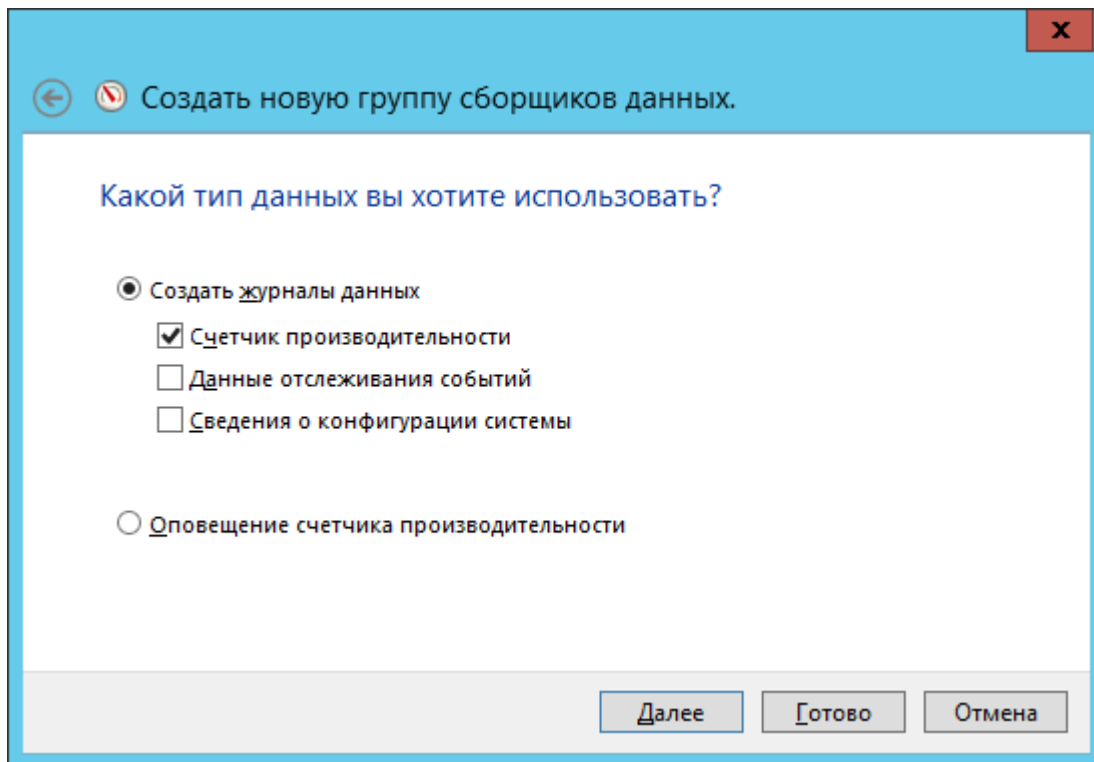 x
Создать новую группу сборщиков данных.
Какой тип данных вы хотите использовать?
Создать журналы данных
Счетчик производительности
Данные отслеживания событий
Сведения о конфигурации системы
Оповещение счетчика производительности
Далее Готово Отмена